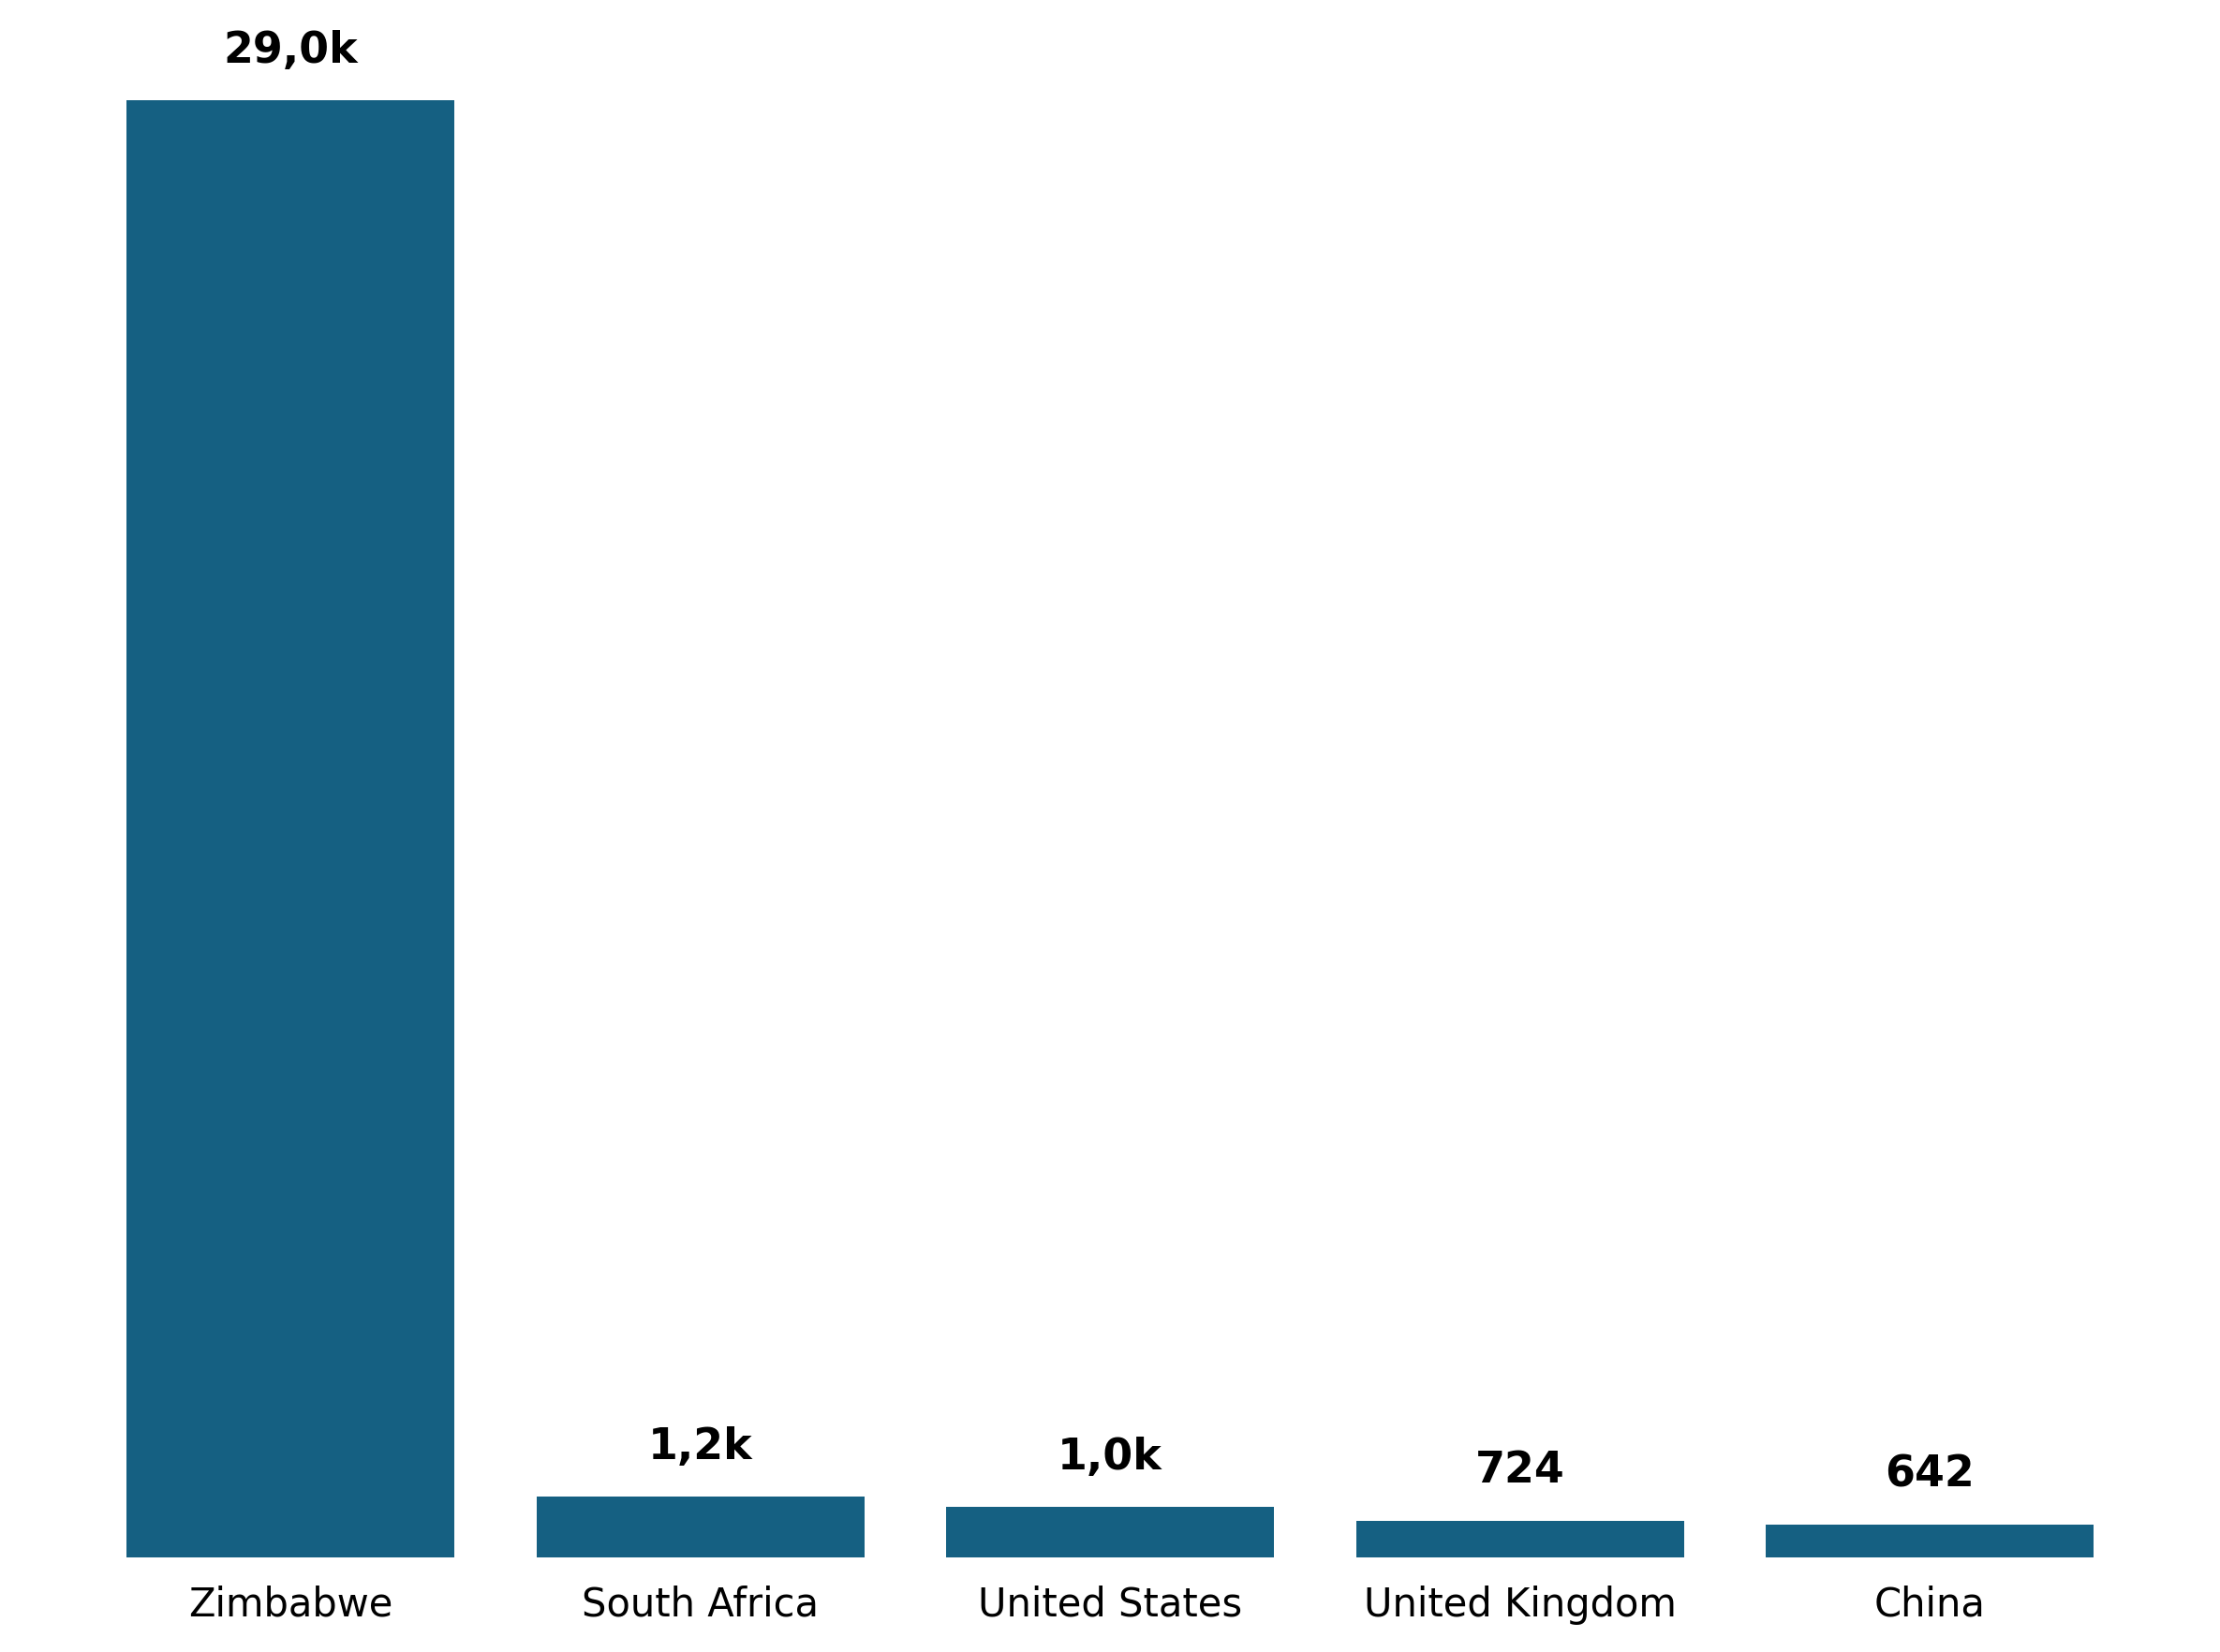 29,0k
1,2k
1,0k
724
642
Zimbabwe
South Africa
United States
United Kingdom
China